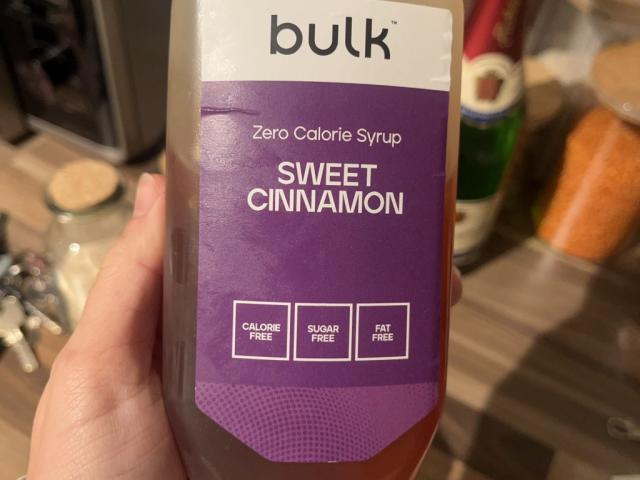 bulk™
Zero Calorie Syrup
SWEET
CINNAMON
CALORIE
FREE
SUGAR
FREE
FAT
FREE